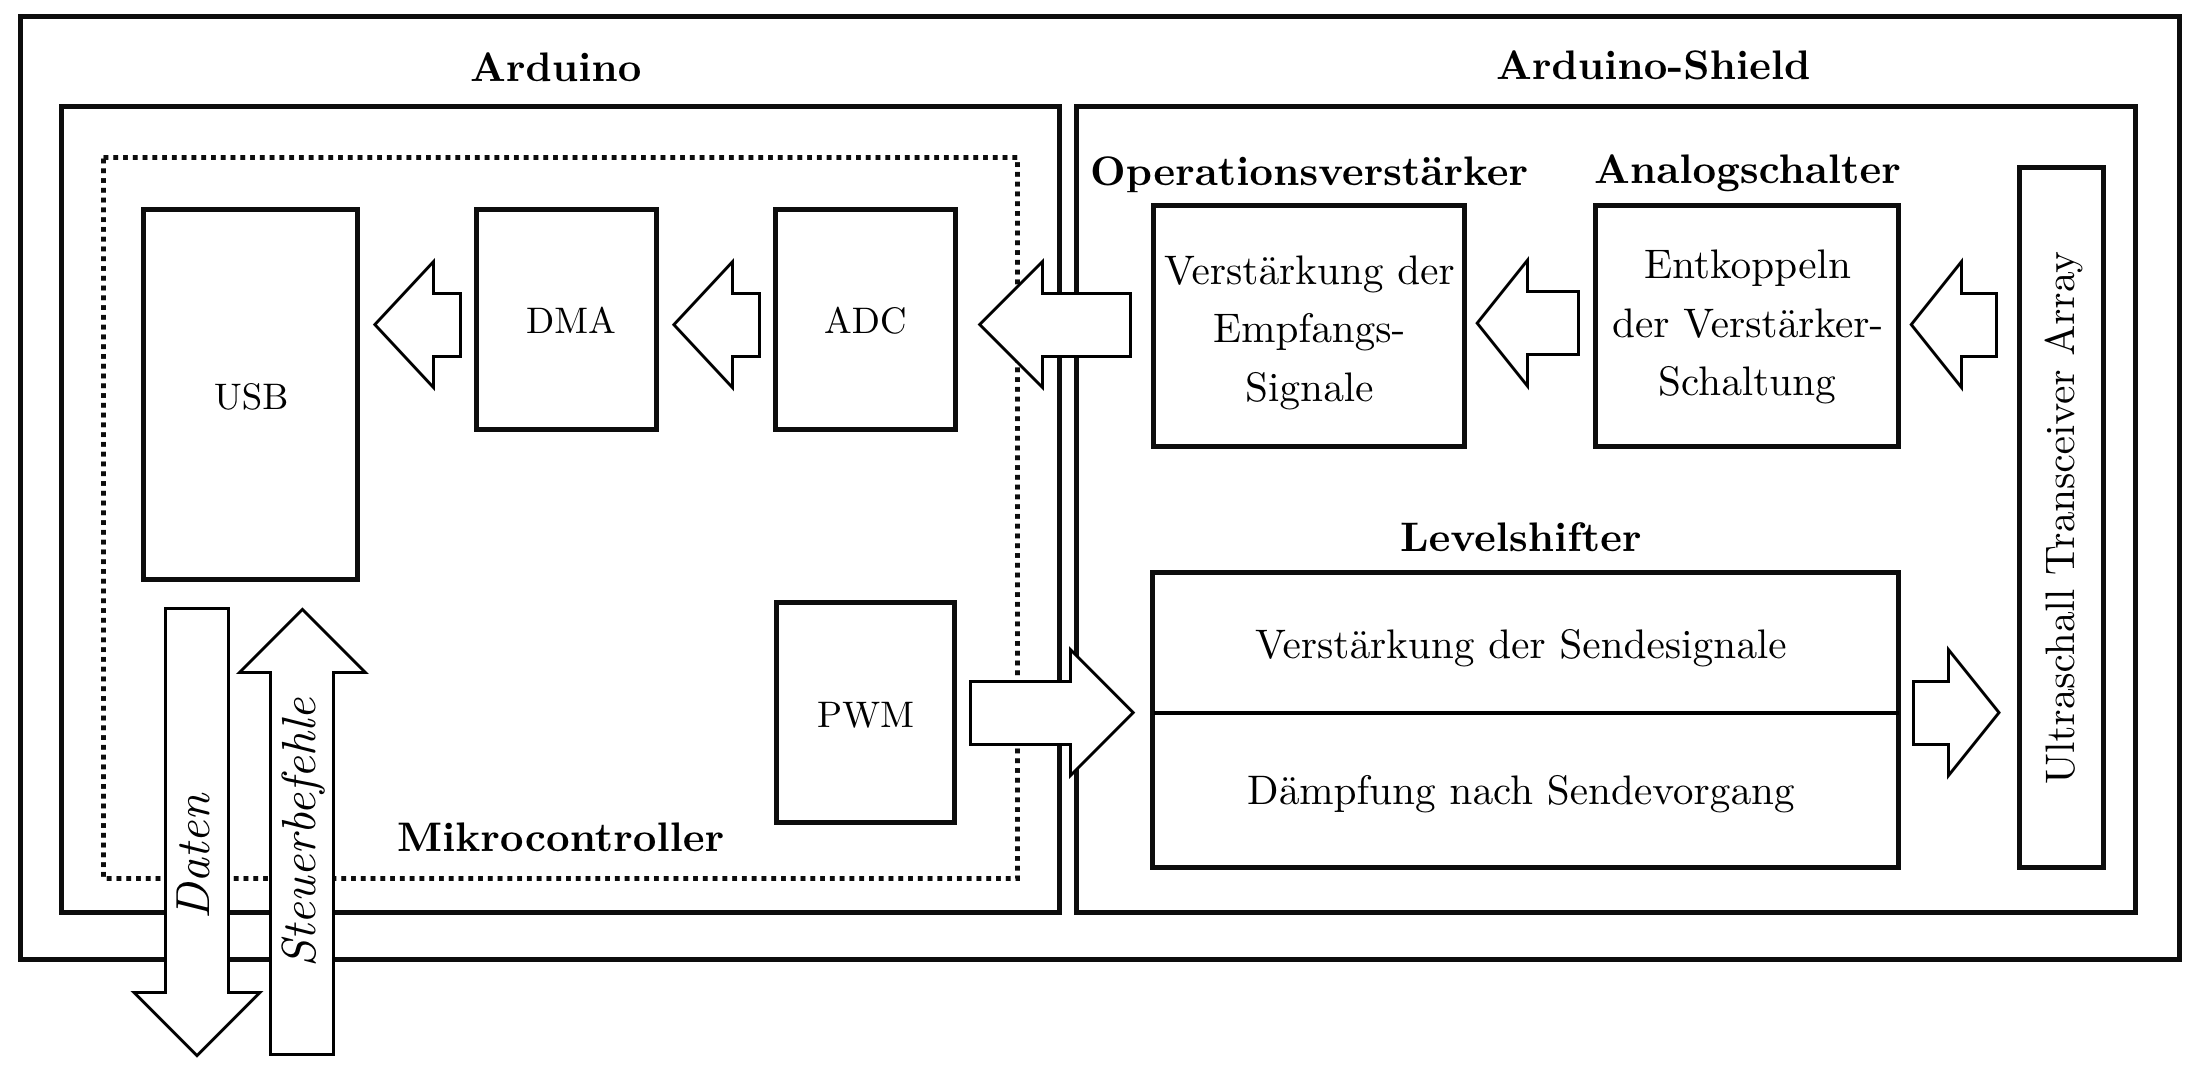 Arduino
Arduino-Shield
Operationsverstärker
Analogschalter
USB
DMA
ADC
Verstärkung der
Empfangs-
Signale
Entkoppeln
der Verstärker-
Schaltung
Ultraschall Transceiver Array
Levelshifter
PWM
Verstärkung der Sendesignale
Dämpfung nach Sendevorgang
Mikrocontroller
Daten
Steuerbefehle